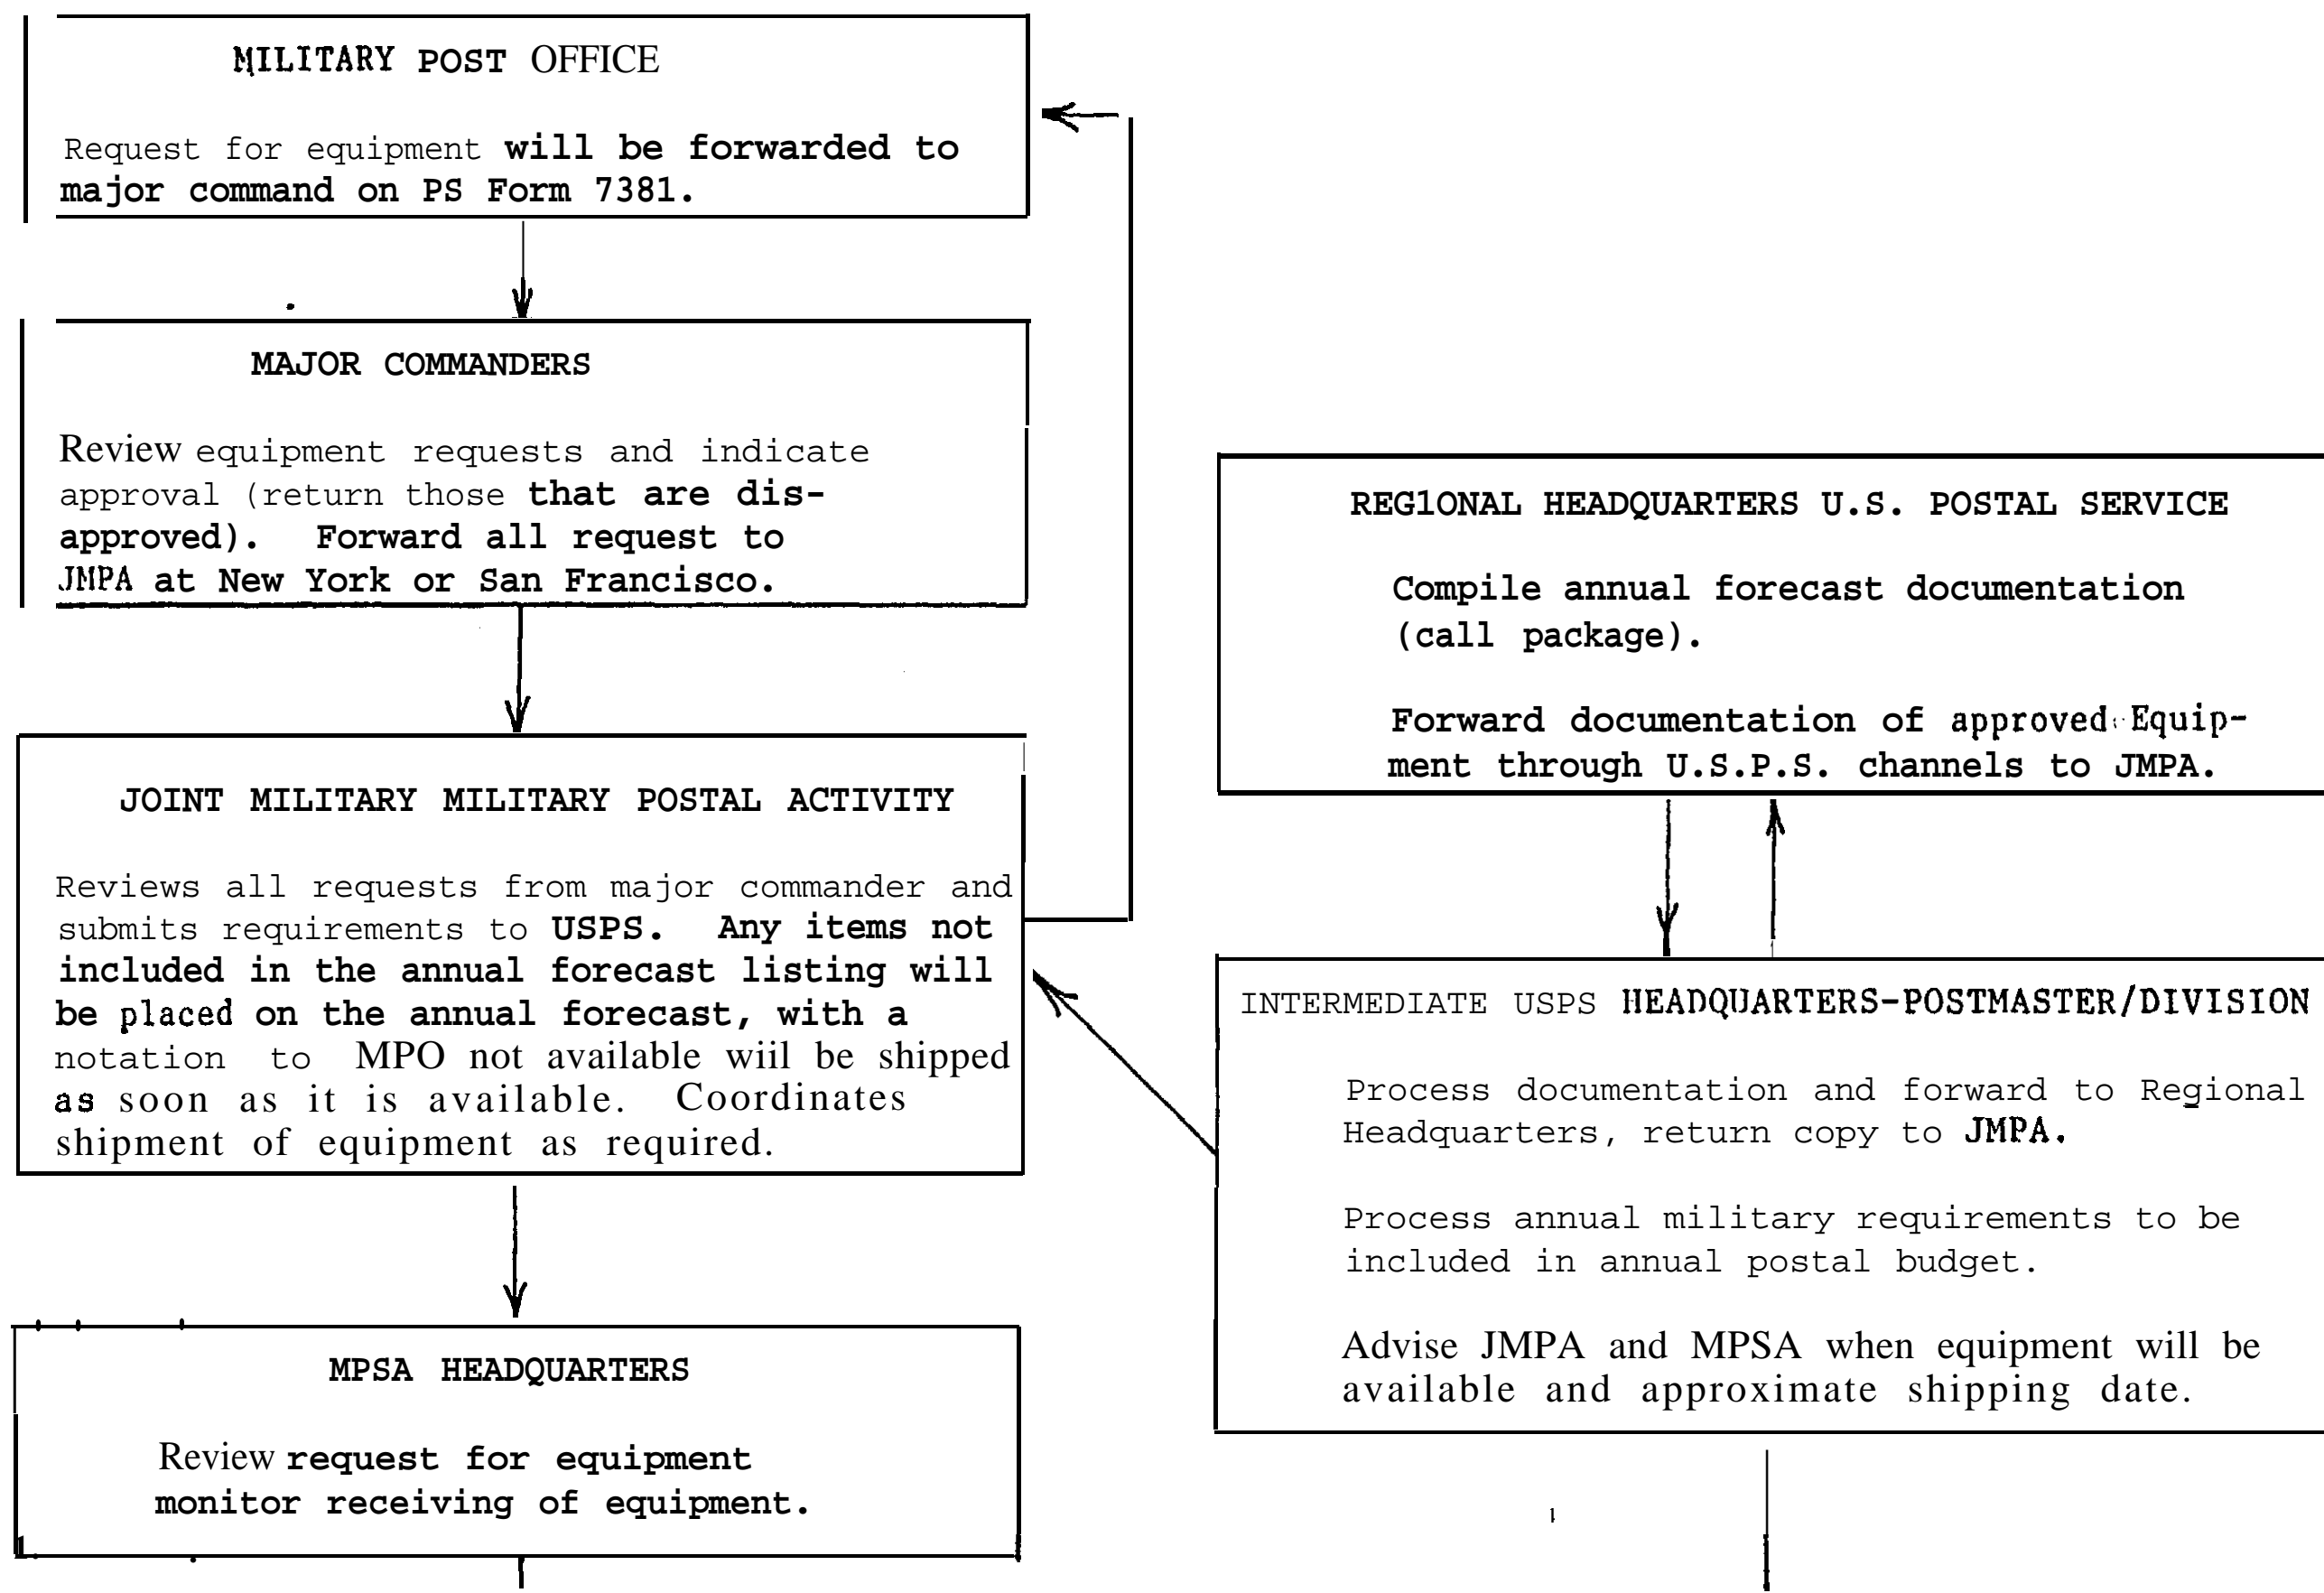 MILITARY POST OFFICE
Request for equipment will be forwarded to
major command on PS Form 7381.
MAJOR COMMANDERS
Review equipment requests and indicate
approval (return those that are dis-
approved). Forward all request to
JMPA at New York or San Francisco.
JOINT MILITARY MILITARY POSTAL ACTIVITY
Reviews all requests from major commander and
submits requirements to USPS. Any items not
included in the annual forecast listing will
be placed on the annual forecast, with a
notation to MPO not available wiil be shipped
as soon as it is available. Coordinates
shipment of equipment as required.
MPSA HEADQUARTERS
Review request for equipment
monitor receiving of equipment.
REG1ONAL HEADQUARTERS U.S. POSTAL SERVICE
Compile annual forecast documentation
(call package).
Forward documentation of approved Equip-
ment through U.S.P.S. channels to JMPA.
INTERMEDIATE USPS HEADQUARTERS-POSTMASTER/DIVISION
Process documentation and forward to Regional
Headquarters, return copy to JMPA.
Process annual military requirements to be
included in annual postal budget.
Advise JMPA and MPSA when equipment will be
available and approximate shipping date.